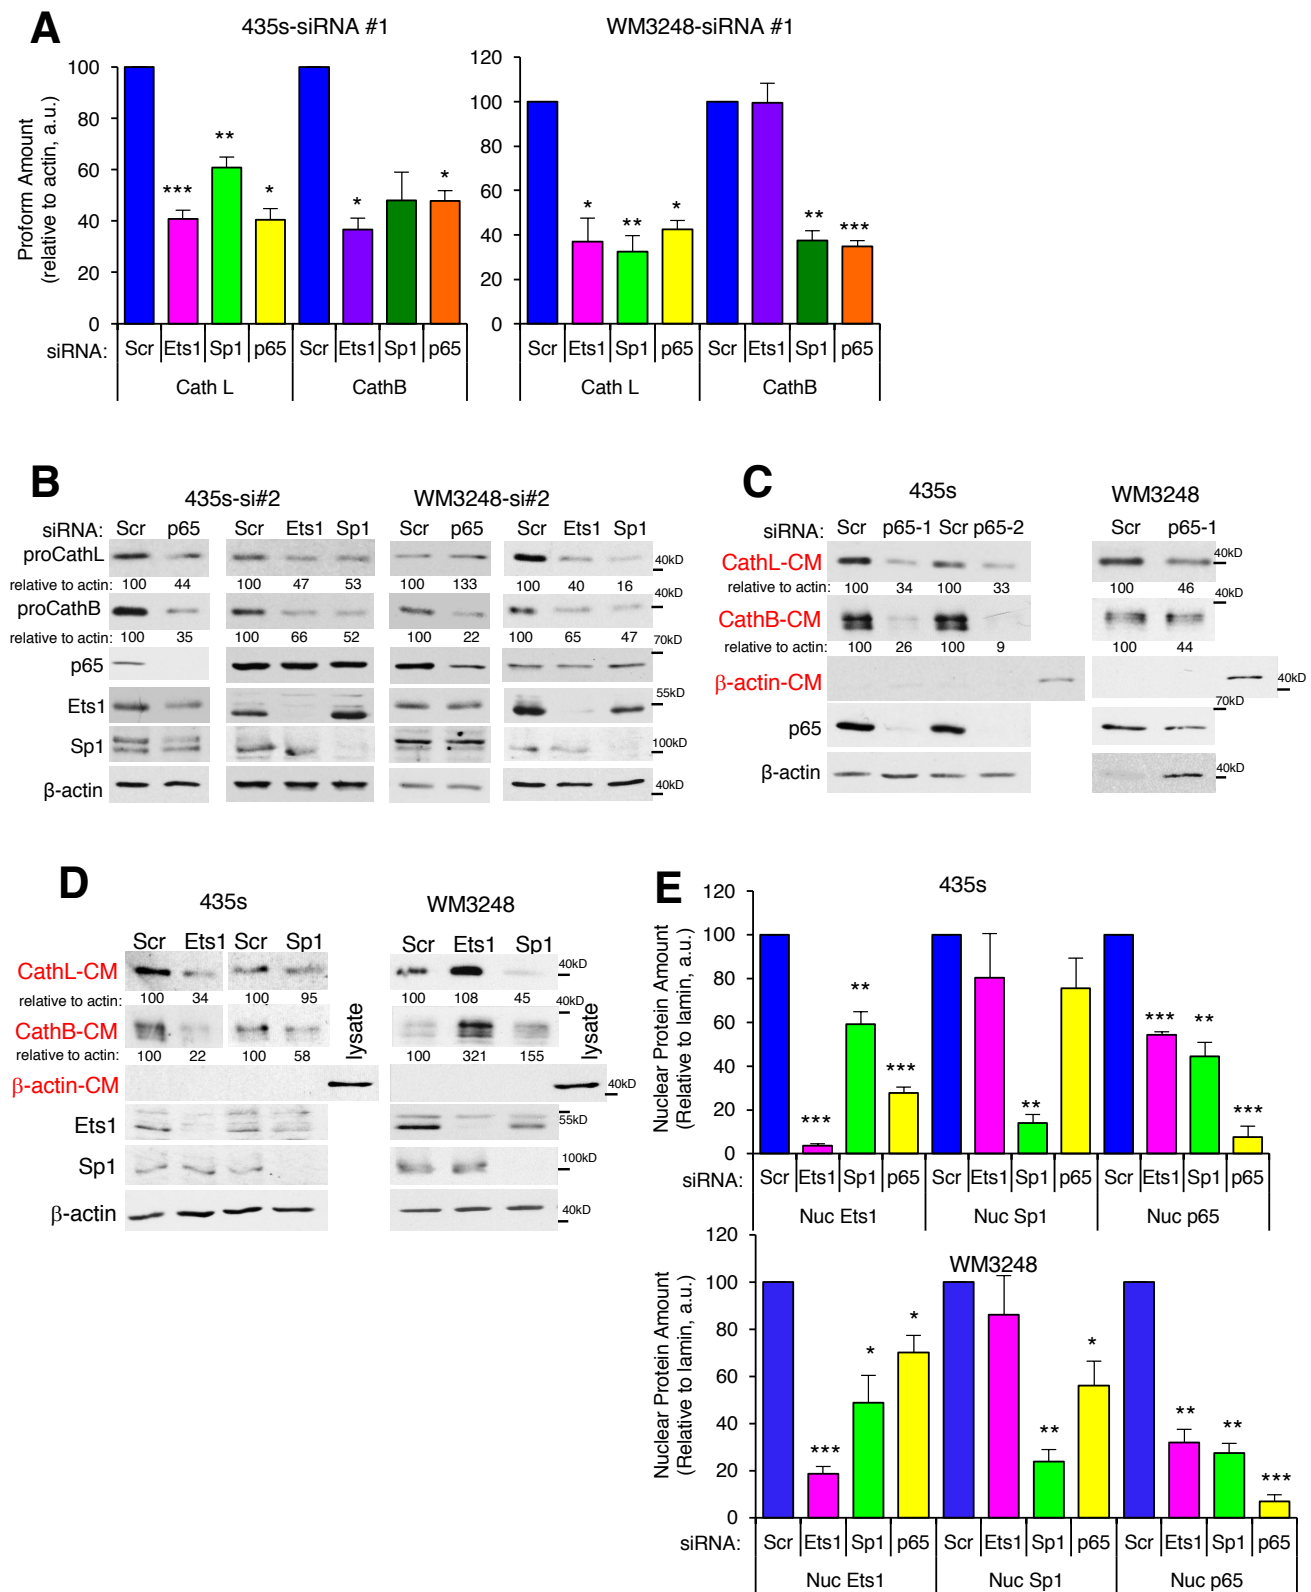 A
435s-siRNA #1
WM3248-siRNA #1
Proform Amount
(relative to actin, a.u.)
100
80
60
40
20
0
*** ** * * *
120
100
80
60
40
20
0
* ** * ** ***
siRNA: Scr Ets1 Sp1 p65 Scr Ets1 Sp1 p65
Cath L CathB
Scr Ets1 Sp1 p65 Scr Ets1 Sp1 p65
Cath L CathB
B
435s-si#2 WM3248-si#2
siRNA: Scr p65 Scr Ets1 Sp1 Scr p65 Scr Ets1 Sp1
proCathL 40kD
relative to actin: 100 44 100 47 53 100 133 100 40 16
proCathB 40kD
relative to actin: 100 35 100 66 52 100 22 100 65 47 70kD
p65
Ets1 55kD
Sp1 100kD
β-actin 40kD
C
435s WM3248
siRNA: Scr p65-1 Scr p65-2 Scr p65-1
CathL-CM 40kD
relative to actin: 100 34 100 33 100 46
CathB-CM 40kD
relative to actin: 100 26 100 9 100 44
β-actin-CM 40kD
p65 70kD
β-actin 40kD
D
435s WM3248
Scr Ets1 Scr Sp1 Scr Ets1 Sp1
CathL-CM 40kD
relative to actin: 100 34 100 95 100 108 45
CathB-CM 40kD
relative to actin: 100 22 100 58 100 321 155
lysate lysate
β-actin-CM 40kD
Ets1 55kD
Sp1 100kD
β-actin 40kD
E
435s
Nuclear Protein Amount
(Relative to lamin, a.u.)
120
100
80
60
40
20
0
*** ** *** ** *** ** ***
siRNA: Scr Ets1 Sp1 p65 Scr Ets1 Sp1 p65 Scr Ets1 Sp1 p65
Nuc Ets1 Nuc Sp1 Nuc p65
WM3248
Nuclear Protein Amount
(Relative to lamin, a.u.)
120
100
80
60
40
20
0
*** * * ** * ** ** ***
siRNA: Scr Ets1 Sp1 p65 Scr Ets1 Sp1 p65 Scr Ets1 Sp1 p65
Nuc Ets1 Nuc Sp1 Nuc p65